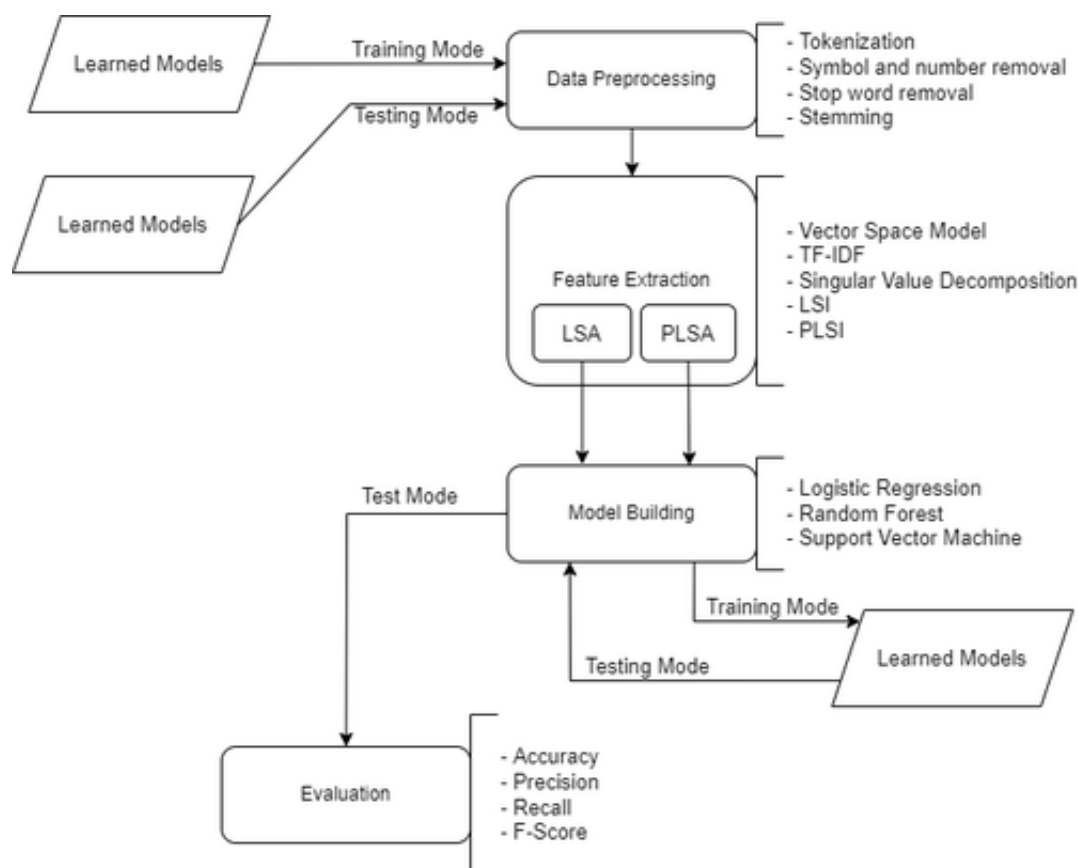 Learned Models
Training Mode
Data Preprocessing
- Tokenization
- Symbol and number removal
- Stop word removal
- Stemming
Testing Mode
Learned Models
Feature Extraction
LSA
PLSA
- Vector Space Model
- TF-IDF
- Singular Value Decomposition
- LSI
- PLSI
Test Mode
Model Building
- Logistic Regression
- Random Forest
- Support Vector Machine
Training Mode
Testing Mode
Learned Models
Evaluation
- Accuracy
- Precision
- Recall
- F-Score